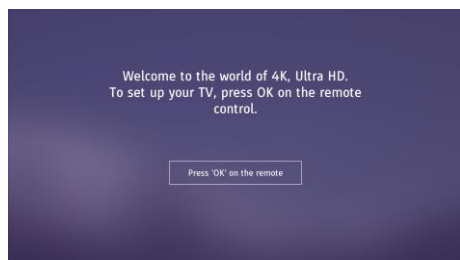 Welcome to the world of 4K, Ultra HD.
To set up your TV, press OK on the remote
control.
Press 'OK' on the remote